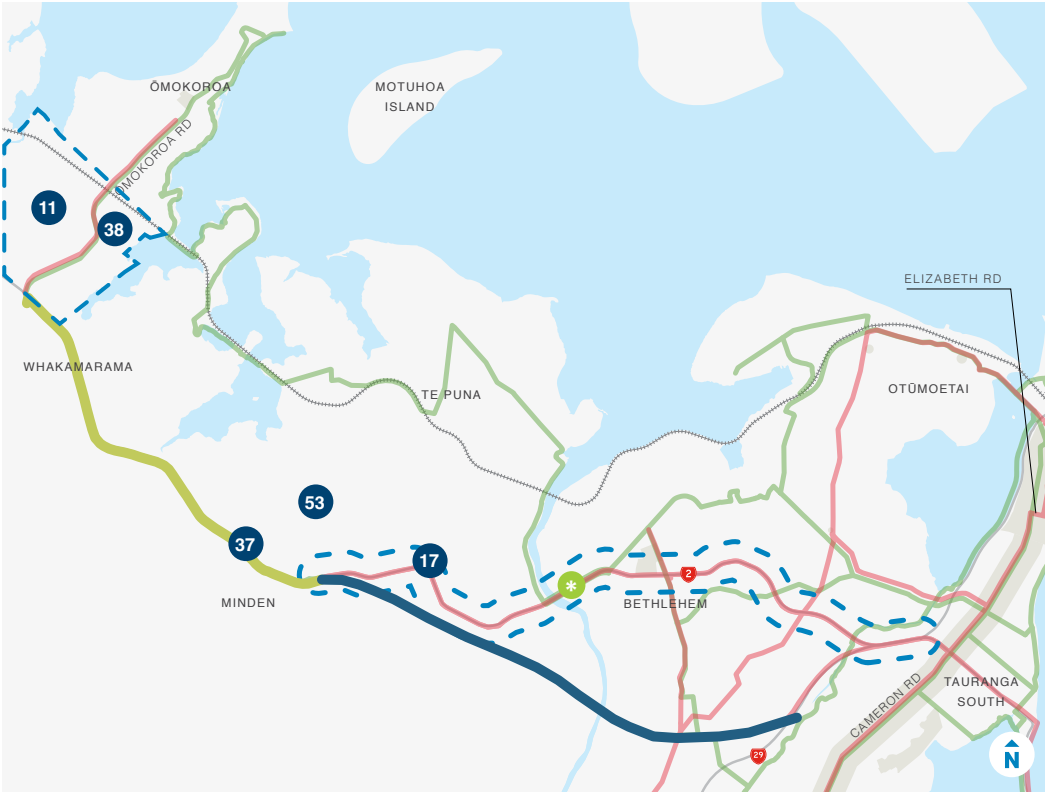 ŌMOKOROA
MOTUHOA
ISLAND
ŌMOKOROA RD
11
38
ELIZABETH RD
WHAKAMARAMA
TE PUNA
OTŪMOETAI
53
37
17
*
2
MINDEN
BETHLEHEM
TAURANGA
SOUTH
CAMERON RD
29
N